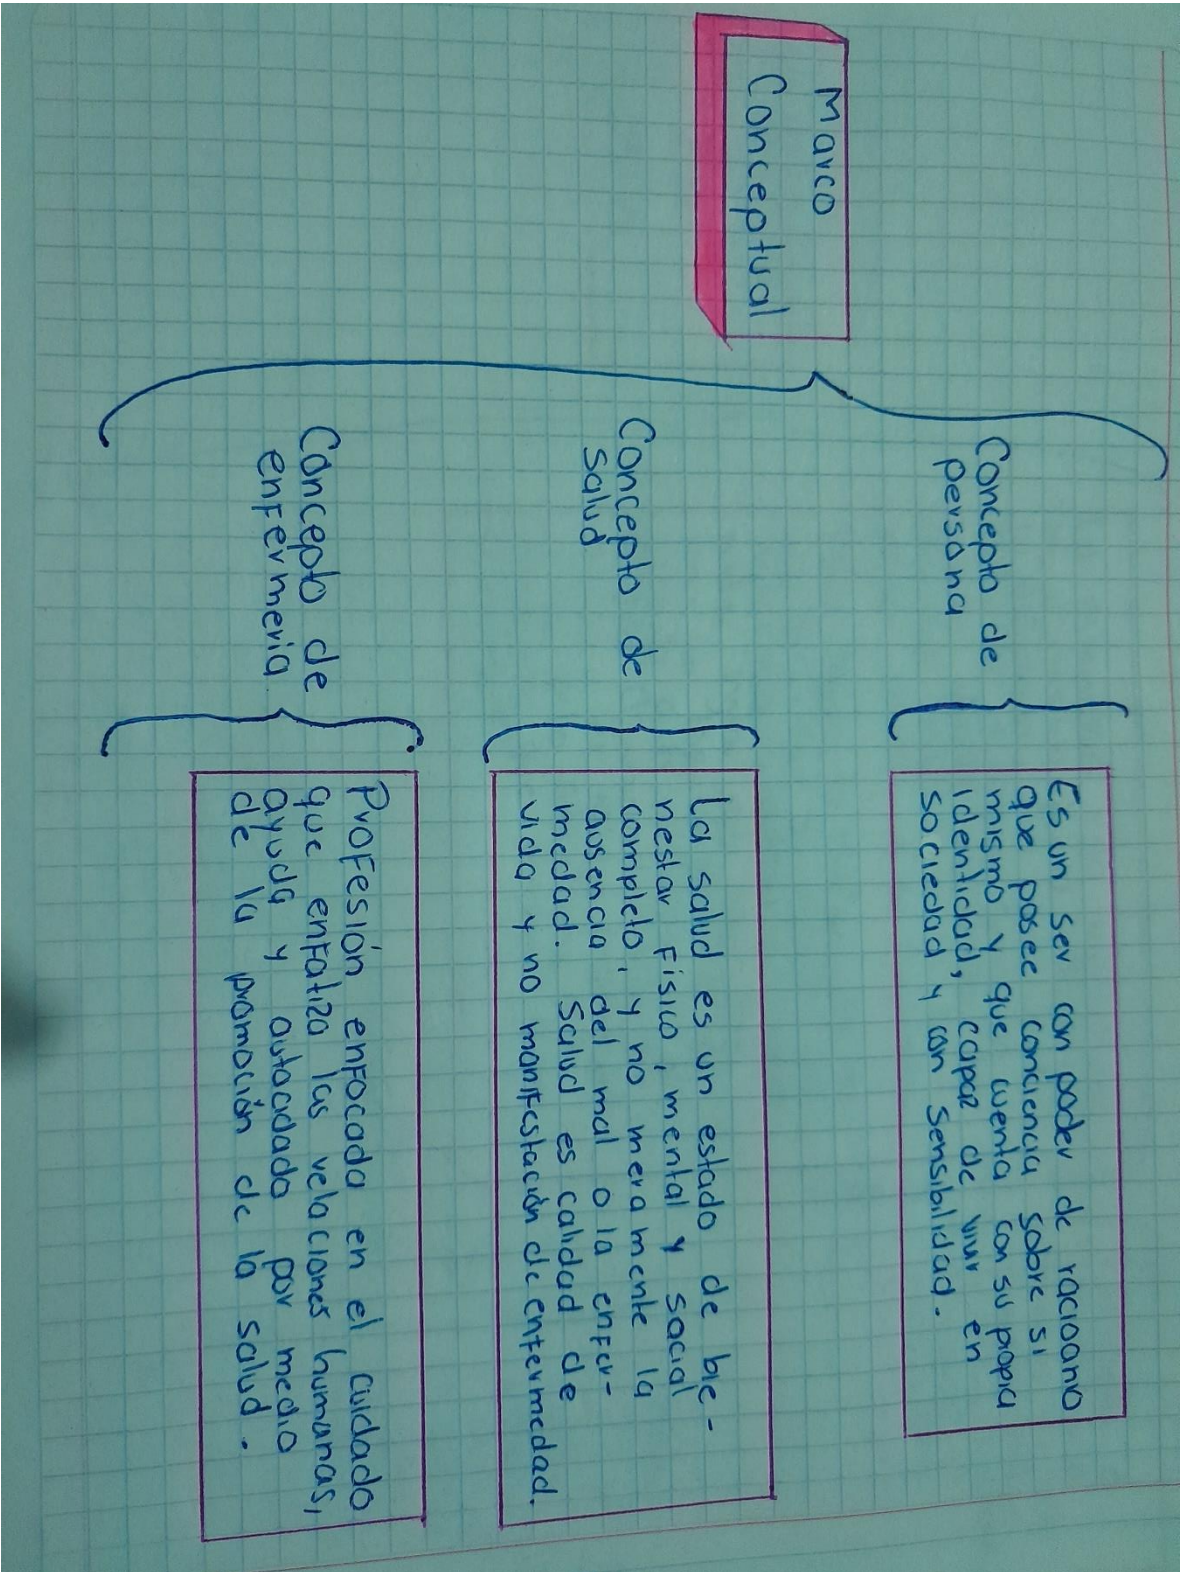 Marco
Conceptual
Concepto de
persona
Es un ser con poder de racioanio
que posee conciencia sobre si
mismo y que cuenta con su propia
identidad, capaz de vivir en
sociedad y con sensibilidad.
Concepto de
salud
La salud es un estado de bie-
nestar Físico, mental y social
completo, y no meramente la
ausencia del mal o la enfer-
medad. Salud es calidad de
vida y no manifestación de enfermedad.
Concepto de
enfermeria
Profesión enfocada en el cuidado
que enfatiza las relaciones humanas,
ayuda y autocadado por medio
de la promoción de la salud.